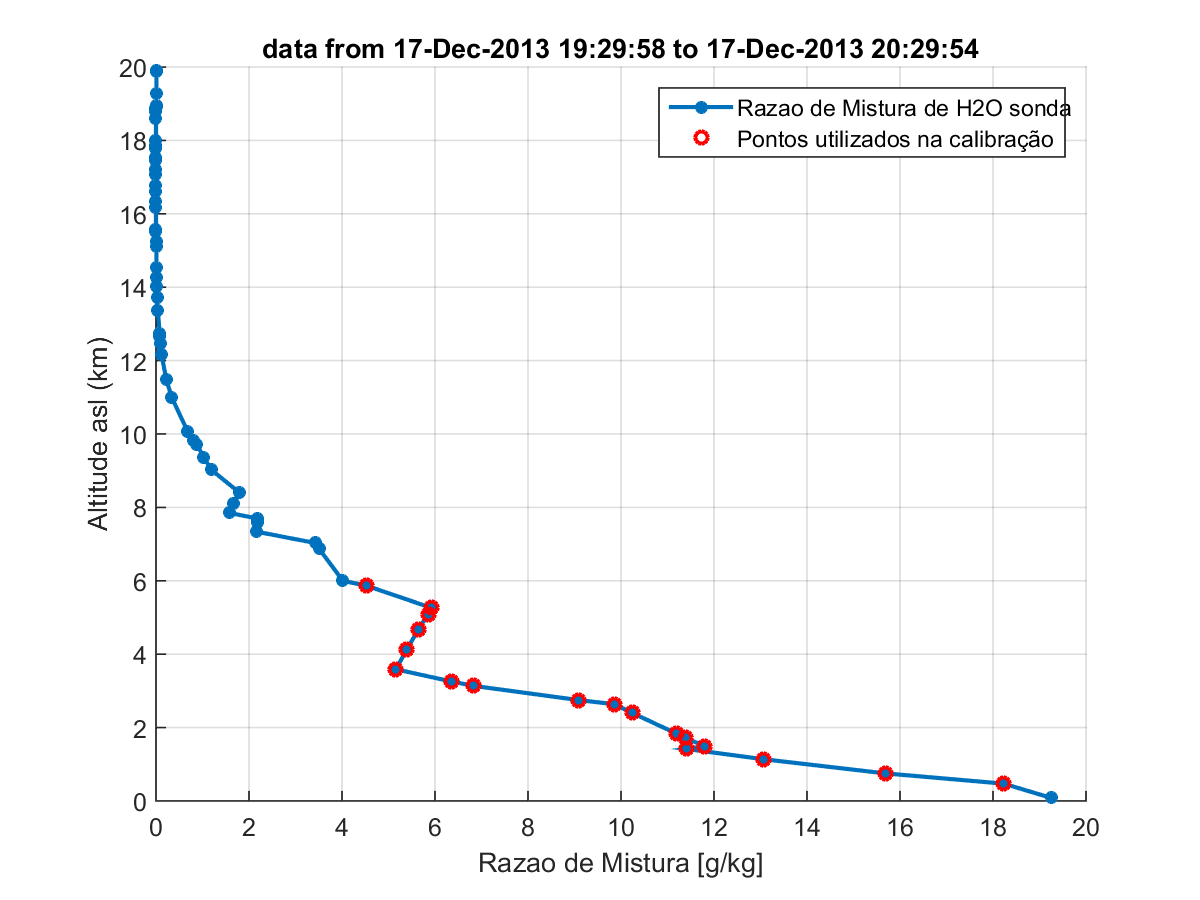 data from 17-Dec-2013 19:29:58 to 17-Dec-2013 20:29:54
Razao de Mistura de H2O sonda
Pontos utilizados na calibração
Altitude asl (km)
20
18
16
14
12
10
8
6
4
2
0
0 2 4 6 8 10 12 14 16 18 20
Razao de Mistura [g/kg]